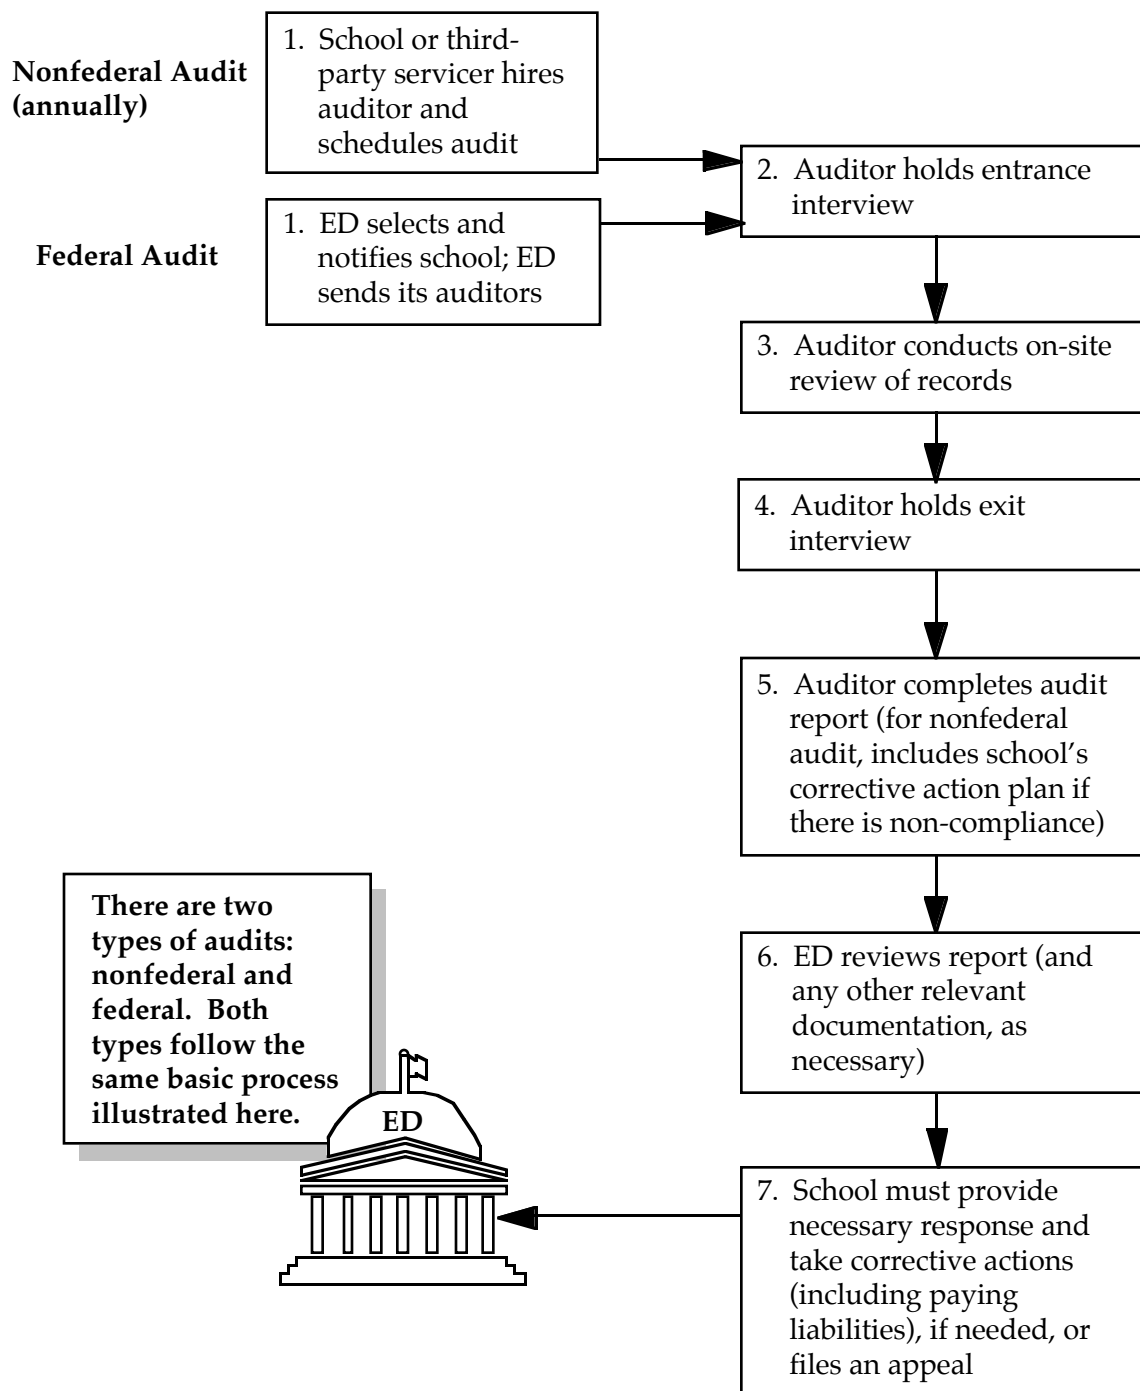 Nonfederal Audit
(annually)
1. School or third-
party servicer hires
auditor and
schedules audit
Federal Audit
1. ED selects and
notifies school; ED
sends its auditors
2. Auditor holds entrance
interview
3. Auditor conducts on-site
review of records
4. Auditor holds exit
interview
5. Auditor completes audit
report (for nonfederal
audit, includes school’s
corrective action plan if
there is non-compliance)
6. ED reviews report (and
any other relevant
documentation, as
necessary)
7. School must provide
necessary response and
take corrective actions
(including paying
liabilities), if needed, or
files an appeal
There are two
types of audits:
nonfederal and
federal. Both
types follow the
same basic process
illustrated here.
ED